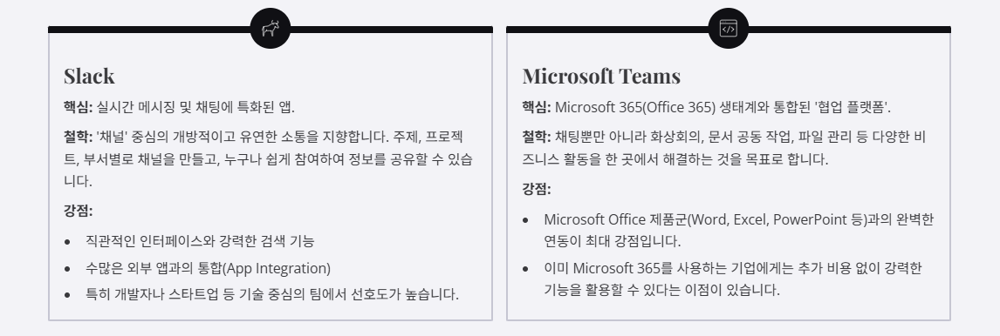 Slack
핵심: 실시간 메시징 및 채팅에 특화된 앱.
철학: '채널' 중심의 개방적이고 유연한 소통을 지향합니다. 주제, 프로젝
트, 부서별로 채널을 만들고, 누구나 쉽게 참여하여 정보를 공유할 수 있습
니다.
강점:
• 직관적인 인터페이스와 강력한 검색 기능
• 수많은 외부 앱과의 통합(App Integration)
• 특히 개발자나 스타트업 등 기술 중심의 팀에서 선호도가 높습니다.
Microsoft Teams
핵심: Microsoft 365(Office 365) 생태계와 통합된 '협업 플랫폼'.
철학: 채팅뿐만 아니라 화상회의, 문서 공동 작업, 파일 관리 등 다양한 비
즈니스 활동을 한 곳에서 해결하는 것을 목표로 합니다.
강점:
• Microsoft Office 제품군(Word, Excel, PowerPoint 등)과의 완벽한
연동이 최대 강점입니다.
• 이미 Microsoft 365를 사용하는 기업에게는 추가 비용 없이 강력한
기능을 활용할 수 있다는 이점이 있습니다.